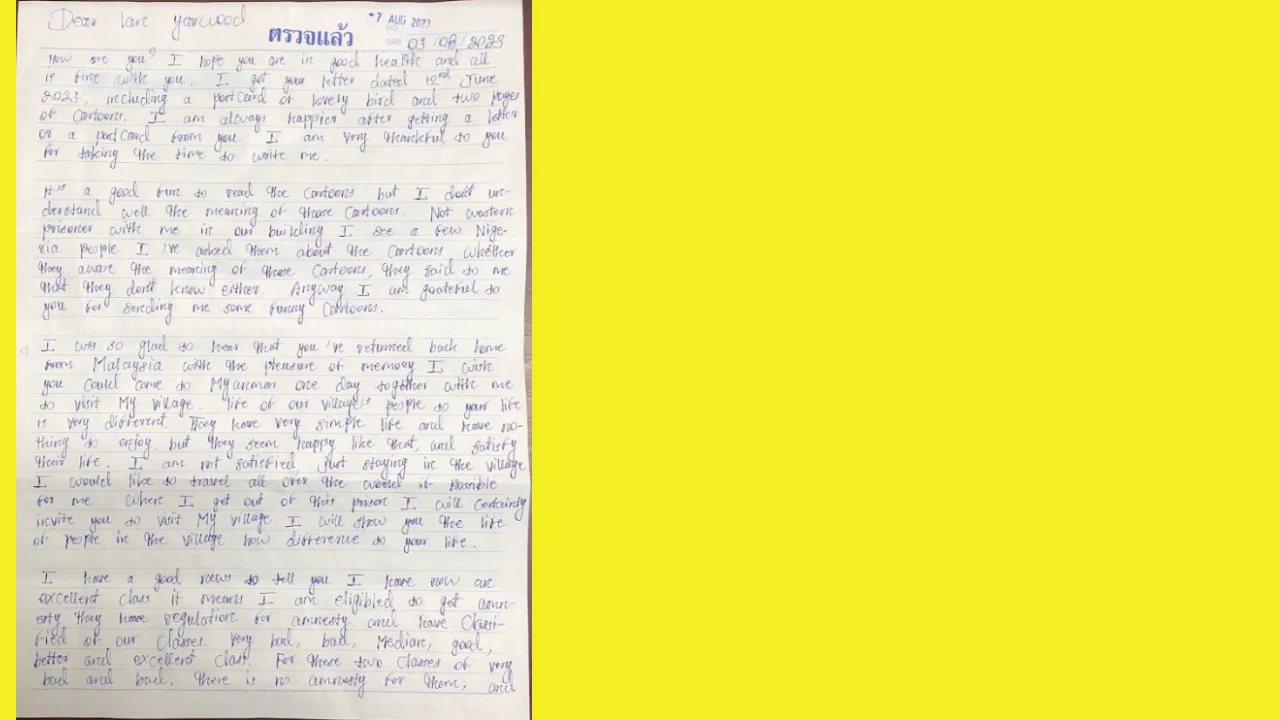 Dear Ian yarwood
-7 AUG 2023
ตรวจแล้ว
DATE 03/08/2023
How are you? I hope you are in good health and all
is fine with you. I got your letter dated 12nd June
2023. including a postcard of lovely bird and two pages
of Cartoons. I am always happier after getting a letter
or a postcard from you. I am very thankful to you
for taking the time to write me.
It's a good fun to read the cartoons but I don't un-
derstand well the meaning of those Cartoons. Not western
prisoner with me in our building I see a few Nige-
ria people I 've asked them about the Cartoons whether
they aware the meaning of those Cartoons, they said to me
that they don't know either. Anyway I am grateful to
you for sending me some funny Cartoons.
I was so glad to hear that you 've returned back home
from Malaysia with the pleasure of memory I wish
you could come to Myanmar one day together with me
to visit My village. life of our village's people to your life
is very different. They have very simple life and have no-
thing to enjoy, but they seem happy like that, and satisfy
their life. I am not satisfied just staying in the village
I would like to travel all over the would if possible
for me when I get out of this prison I will certainly
invite you to visit My village I will show you the life
of people in the village how difference to your life.
I have a good news to tell you I have now an
excellent class it means I am eligibled to get amn-
esty they have regulation for amnesty and have Classi-
fied of our Classes. Very bad, bad, Median, good,
better and excellent class. For these two Classes of very
bad and bad, there is no amnesty for them, and